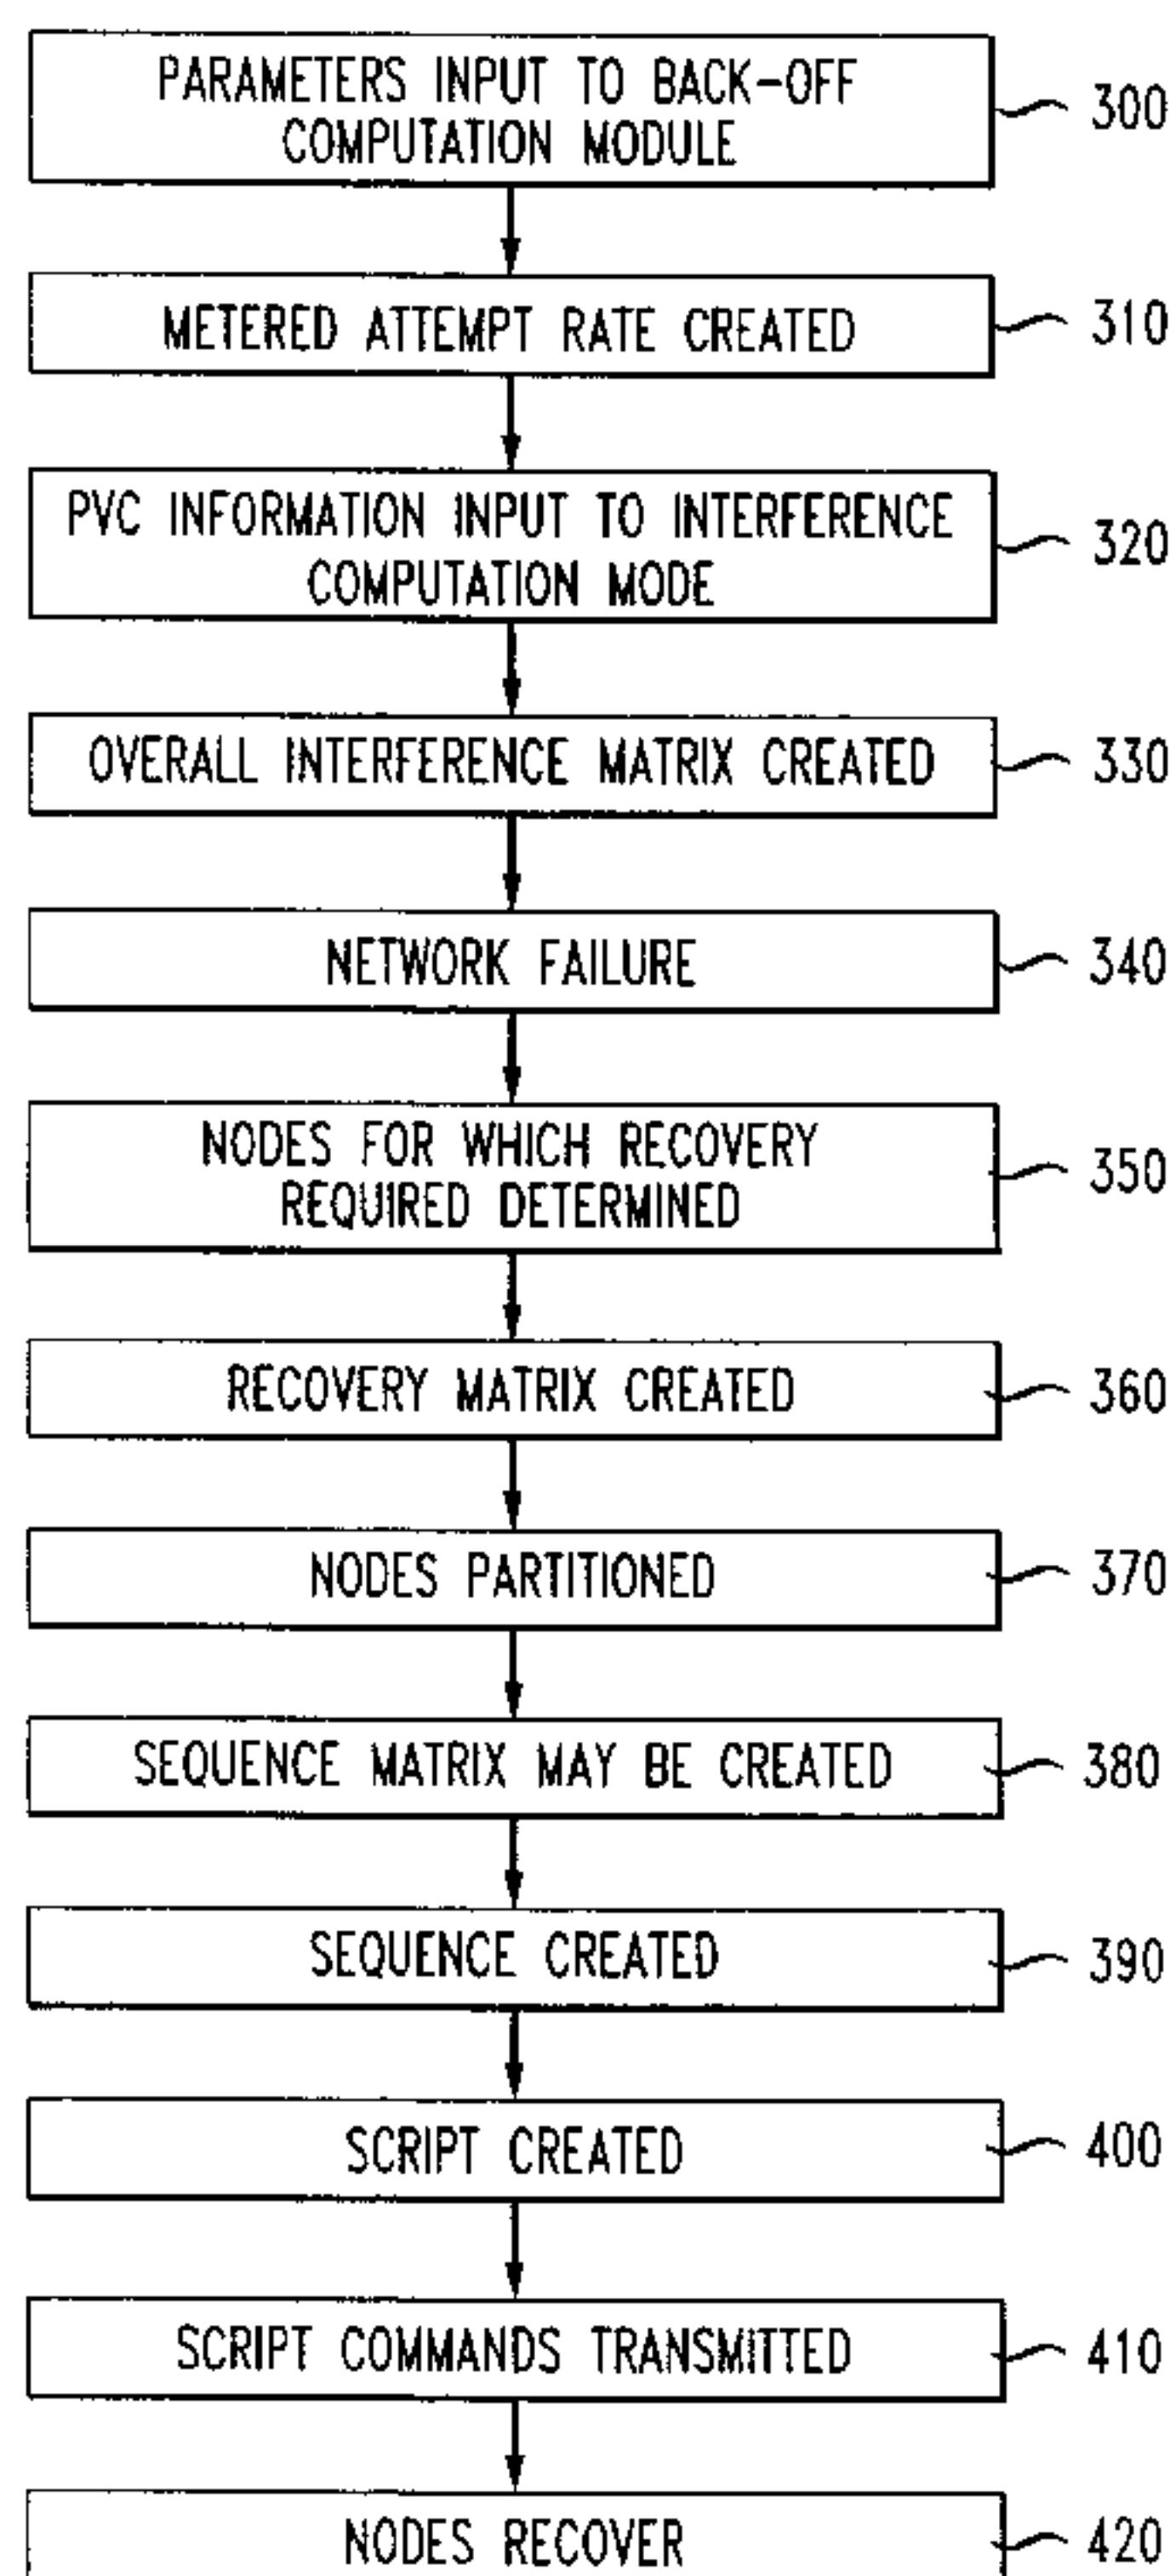 PARAMETERS INPUT TO BACK-OFF
COMPUTATION MODULE
300
METERED ATTEMPT RATE CREATED
310
PVC INFORMATION INPUT TO INTERFERENCE
COMPUTATION MODE
320
OVERALL INTERFERENCE MATRIX CREATED
330
NETWORK FAILURE
340
NODES FOR WHICH RECOVERY
REQUIRED DETERMINED
350
RECOVERY MATRIX CREATED
360
NODES PARTITIONED
370
SEQUENCE MATRIX MAY BE CREATED
380
SEQUENCE CREATED
390
SCRIPT CREATED
400
SCRIPT COMMANDS TRANSMITTED
410
NODES RECOVER
420